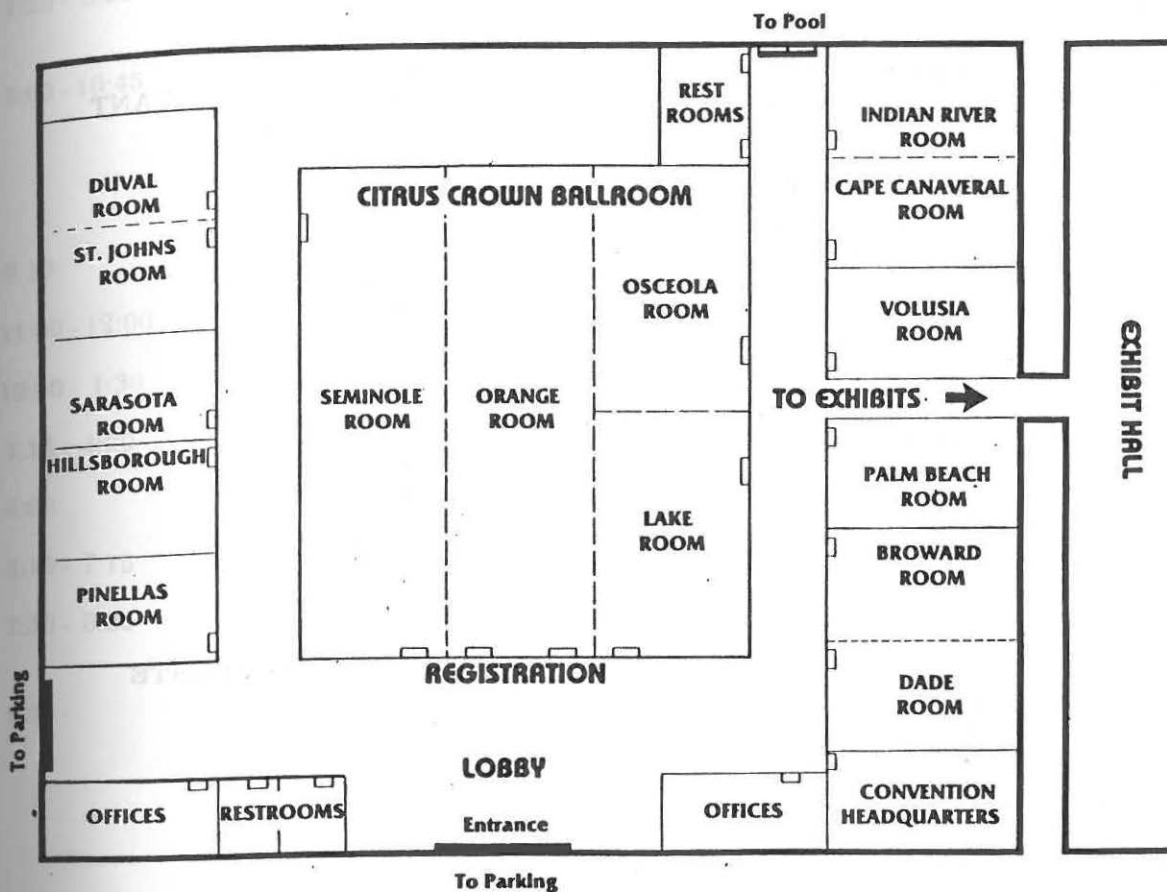 To Pool
REST
ROOMS
INDIAN RIVER
ROOM
DUVAL
ROOM
CITRUS CROWN BALLROOM
CAPE CANAVERAL
ROOM
ST. JOHNS
ROOM
OSCEOLA
ROOM
VOLUSIA
ROOM
SARASOTA
ROOM
SEMINOLE
ROOM
ORANGE
ROOM
TO EXHIBITS
EXHIBIT HALL
HILLSBOROUGH
ROOM
PALM BEACH
ROOM
LAKE
ROOM
BROWARD
ROOM
PINELLAS
ROOM
REGISTRATION
DADE
ROOM
To Parking
LOBBY
OFFICES
RESTROOMS
Entrance
OFFICES
CONVENTION
HEADQUARTERS
To Parking